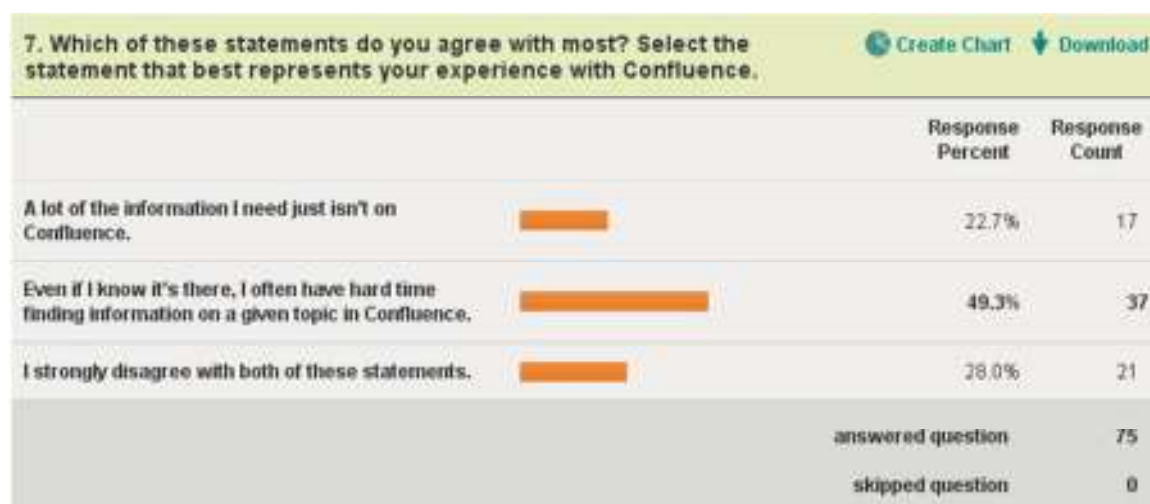 7. Which of these statements do you agree with most? Select the
statement that best represents your experience with Confluence.
Create Chart
Download
Response
Percent
Response
Count
A lot of the information I need just isn't on
Confluence.
22.7%
17
Even if I know it's there, I often have hard time
finding information on a given topic in Confluence.
49.3%
37
I strongly disagree with both of these statements.
28.0%
21
answered question
75
skipped question
0